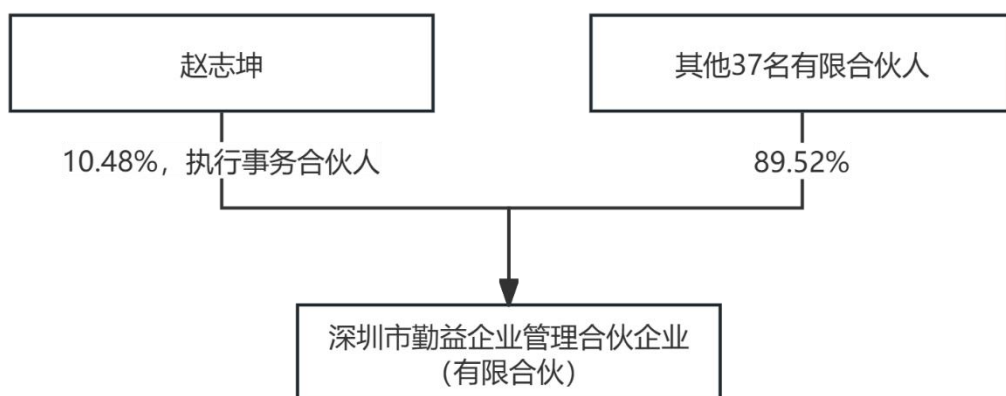 赵志坤
其他37名有限合伙人
10.48%，执行事务合伙人
89.52%
深圳市勤益企业管理合伙企业
（有限合伙）